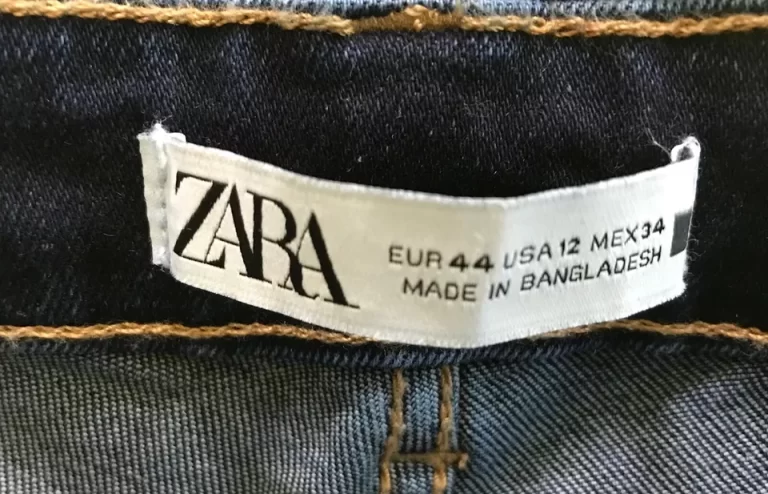 ZARA
EUR 44 USA 12 MEX 34
MADE IN BANGLADESH